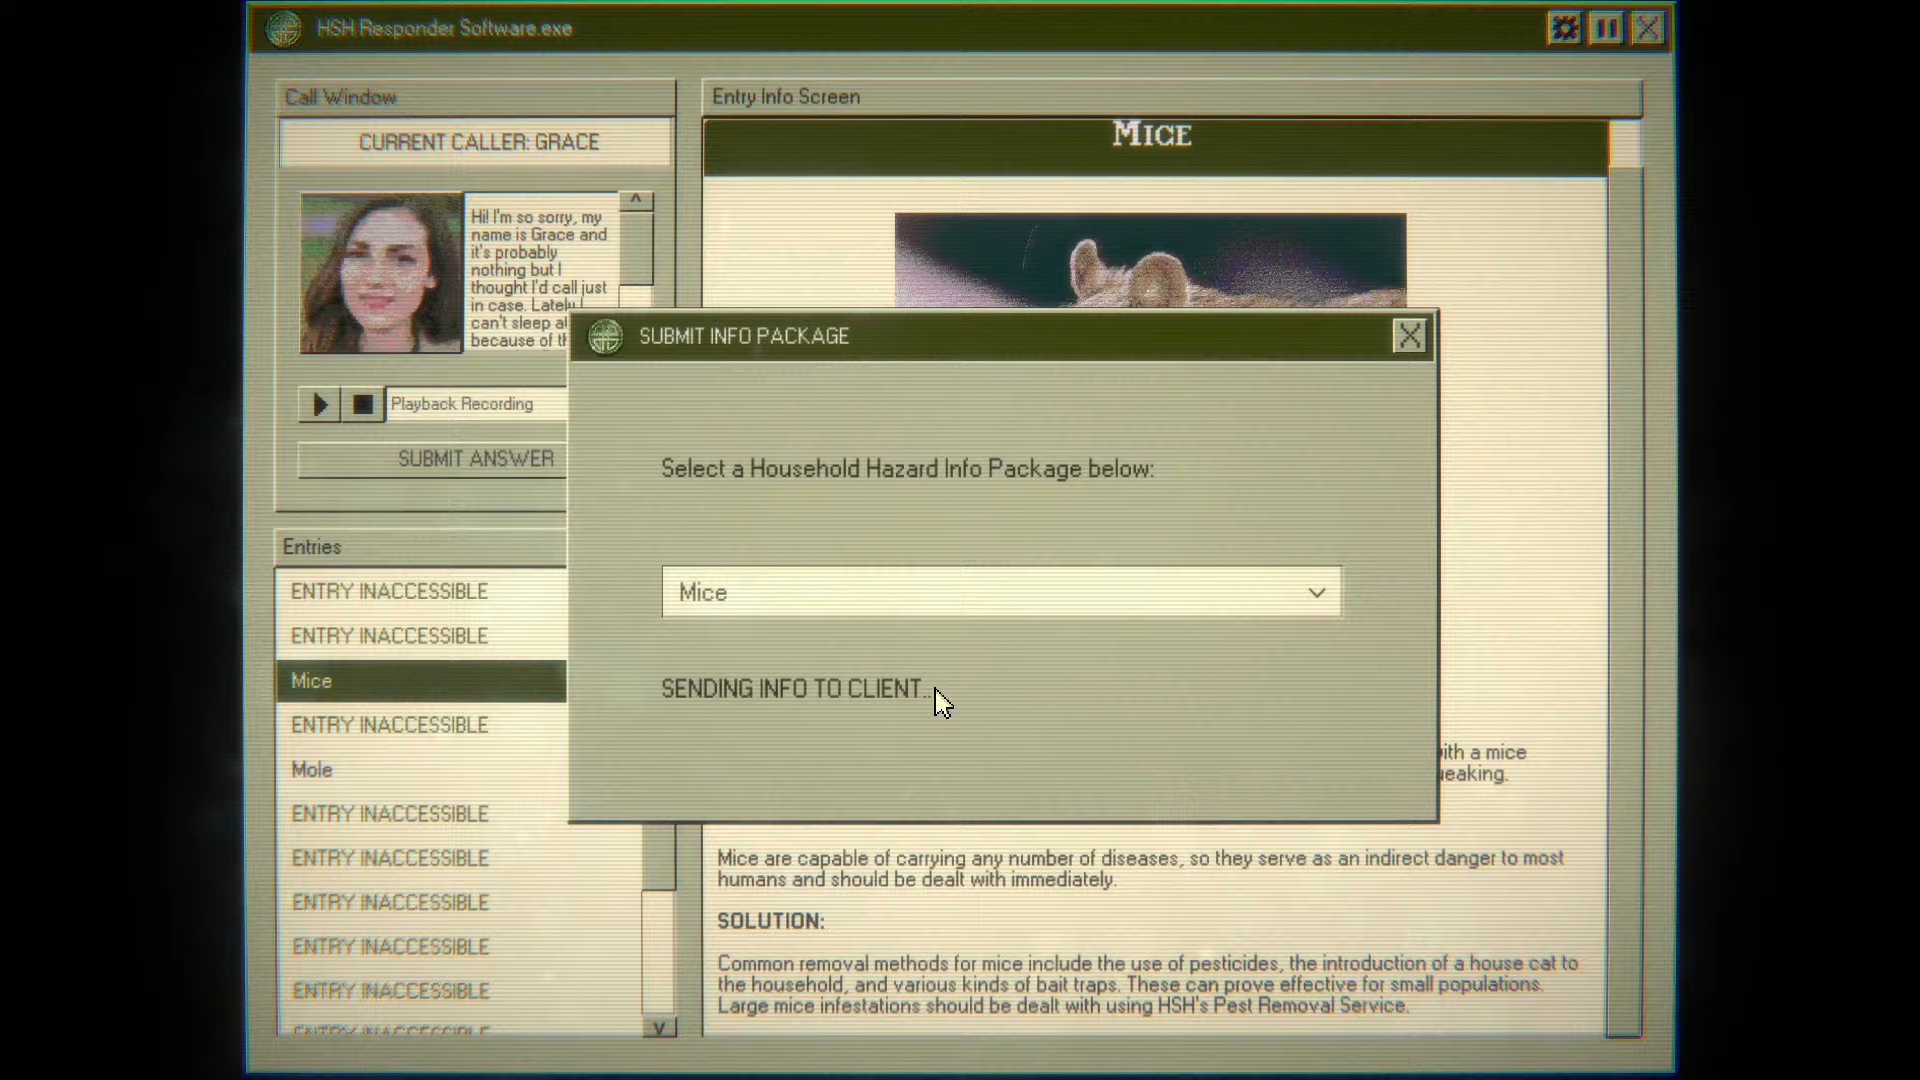 HSH Responder Software.exe
Call Window
CURRENT CALLER: GRACE
Hi! I'm so sorry, my
name is Grace and
it's probably
nothing but I
thought I'd call just
in case. Lately I
can't sleep
because of
Playback Recording
SUBMIT ANSWER
Entries
ENTRY INACCESSIBLE
ENTRY INACCESSIBLE
Mice
ENTRY INACCESSIBLE
Mole
ENTRY INACCESSIBLE
ENTRY INACCESSIBLE
ENTRY INACCESSIBLE
ENTRY INACCESSIBLE
ENTRY INACCESSIBLE
ENTRY INACCESSIBLE
Entry Info Screen
MICE
SUBMIT INFO PACKAGE
Select a Household Hazard Info Package below:
Mice
SENDING INFO TO CLIENT..
with a mice
Mice are capable of carrying any number of diseases, so they serve as an indirect danger to most
humans and should be dealt with immediately.
SOLUTION:
Common removal methods for mice include the use of pesticides, the introduction of a house cat to
the household, and various kinds of bait traps. These can prove effective for small populations.
Large mice infestations should be dealt with using HSH's Pest Removal Service.